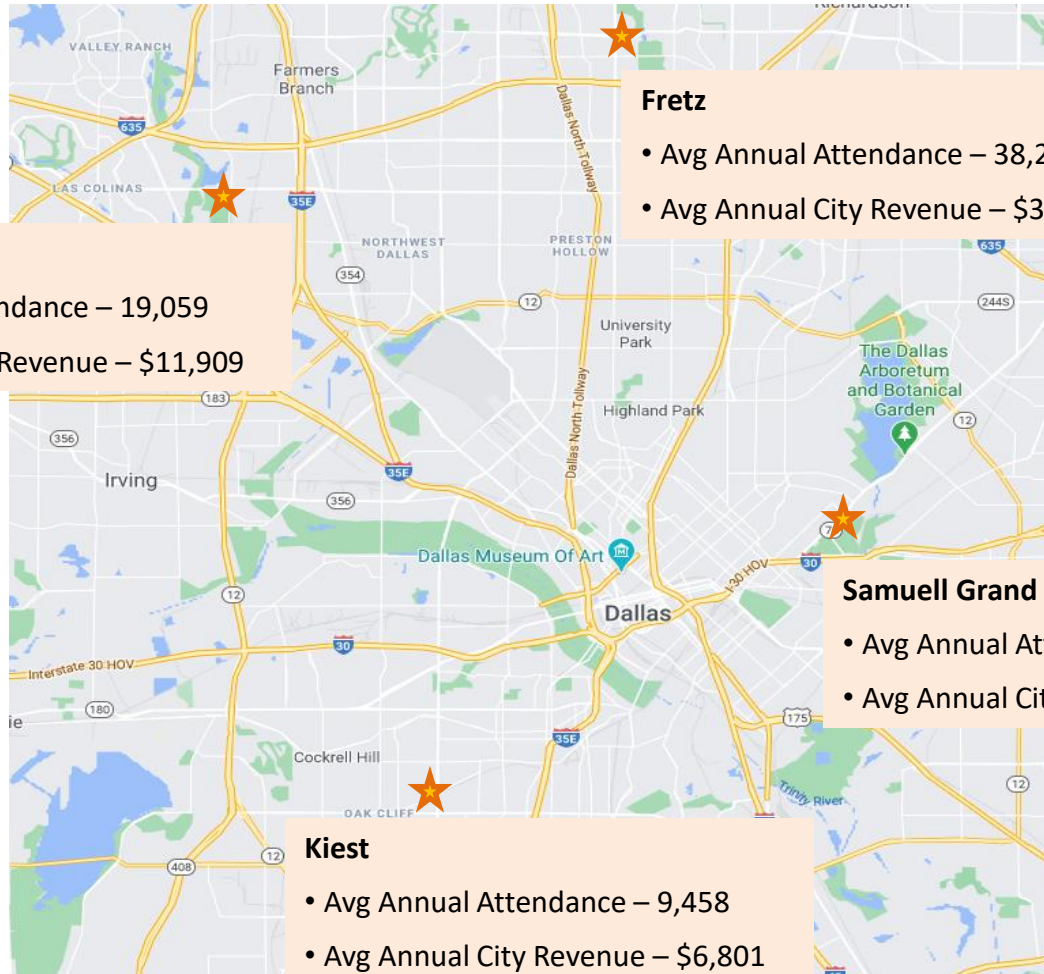 VALLEY RANCH
Farmers
Branch
635
LAS COLINAS
35E
Dallas North Tollway
Fretz
• Avg Annual Attendance – 38,2
• Avg Annual City Revenue – $3
635
NORTHWEST
DALLAS
PRESTON
HOLLOW
354
ndance – 19,059
Revenue – $11,909
12
244S
University
Park
The Dallas
Arboretum
and Botanical
Garden
183
Highland Park
12
356
Dallas North Tollway
35E
Irving
356
Dallas Museum Of Art
30
I-30 HOV
12
Dallas
Samuell Grand
• Avg Annual At
• Avg Annual Cit
30
Interstate 30 HOV
180
ie
175
35E
Cockrell Hill
Trinity River
12
OAK CLIFF
Kiest
• Avg Annual Attendance – 9,458
• Avg Annual City Revenue – $6,801
12
408